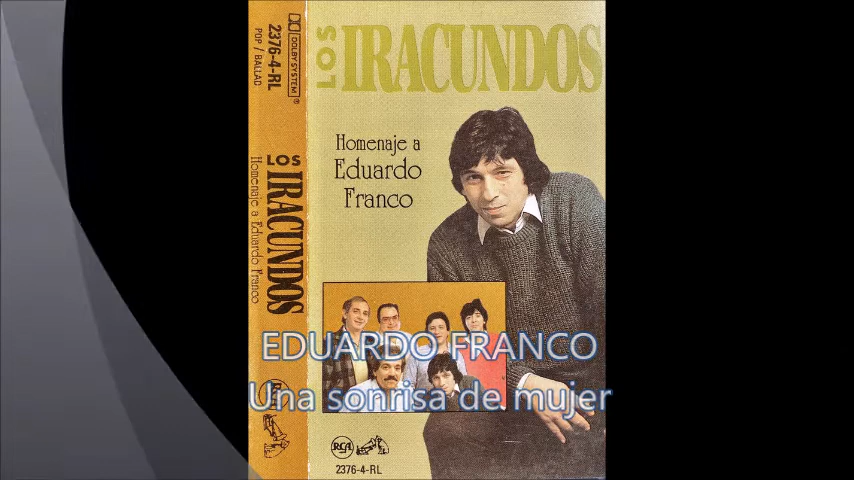 DOLBY SYSTEM
2376-4-RL
POP / BALLAD
LOS IRACUNDOS
Homenaje a Eduardo Franco
RCA
LOS IRACUNDOS
Homenaje a
Eduardo
Franco
EDUARDO FRANCO
Una sonrisa de mujer
RCA
2376-4-RL